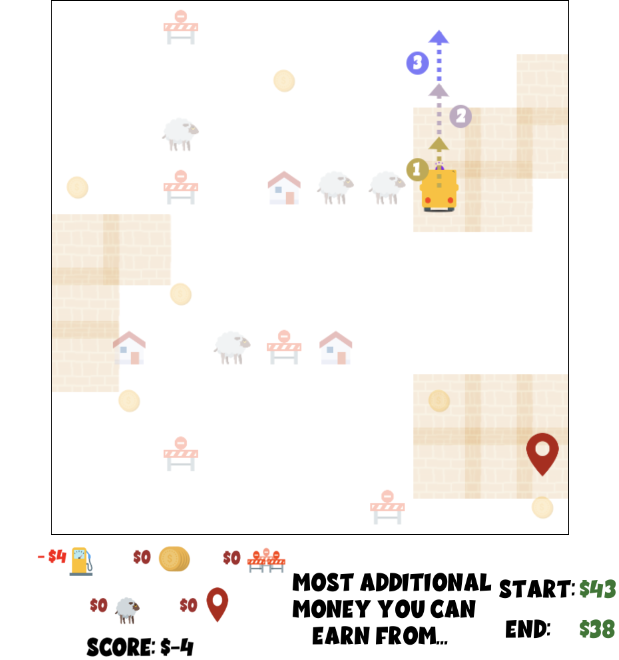 3
2
1
- $4 $0 $0
$0 $0
SCORE: $-4
MOST ADDITIONAL
MONEY YOU CAN
EARN FROM...
START: $43
END: $38